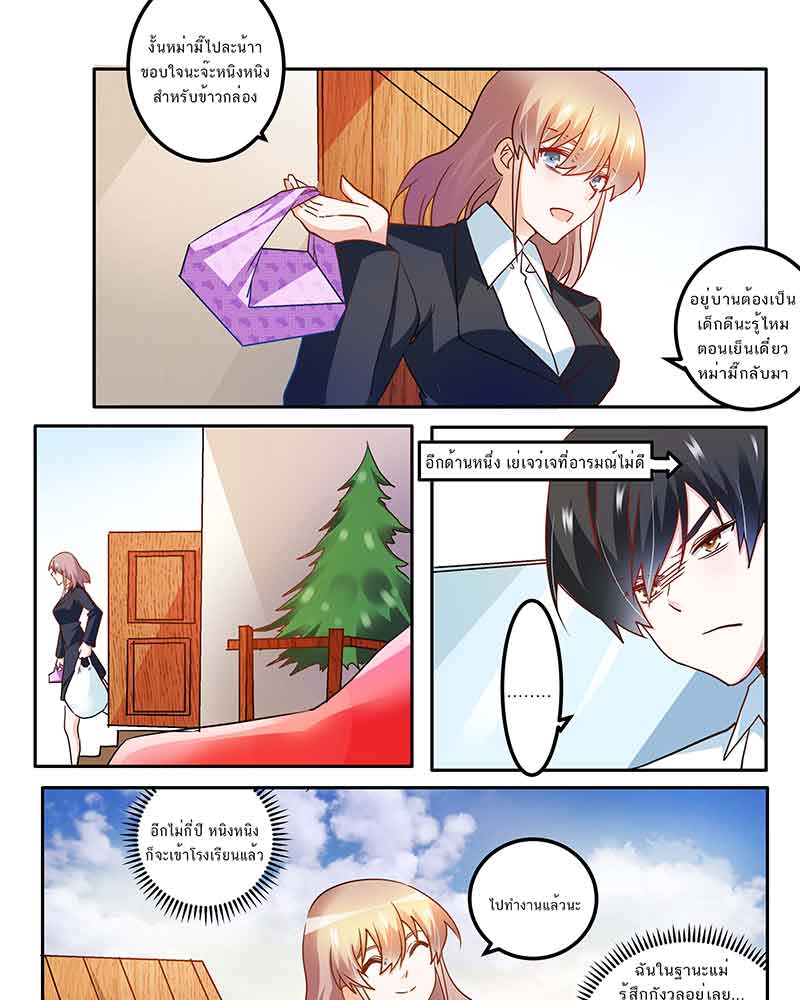 งั้นหม่ามี๊ไปละน้าา
ขอบใจนะจ๊ะหนิงหนิง
สำหรับข้าวกล่อง
อยู่บ้านต้องเป็น
เด็กดีนะรู้ไหม
ตอนเย็นเดี๋ยว
หม่ามี๊กลับมา
อีกด้านหนึ่ง เย่เจว๋เจที่อารมณ์ไม่ดี
........
อีกไม่กี่ปี หนิงหนิง
ก็จะเข้าโรงเรียนแล้ว
ไปทำงานแล้วนะ
ฉันในฐานะแม่
รู้สึกกังวลอยู่เลย...